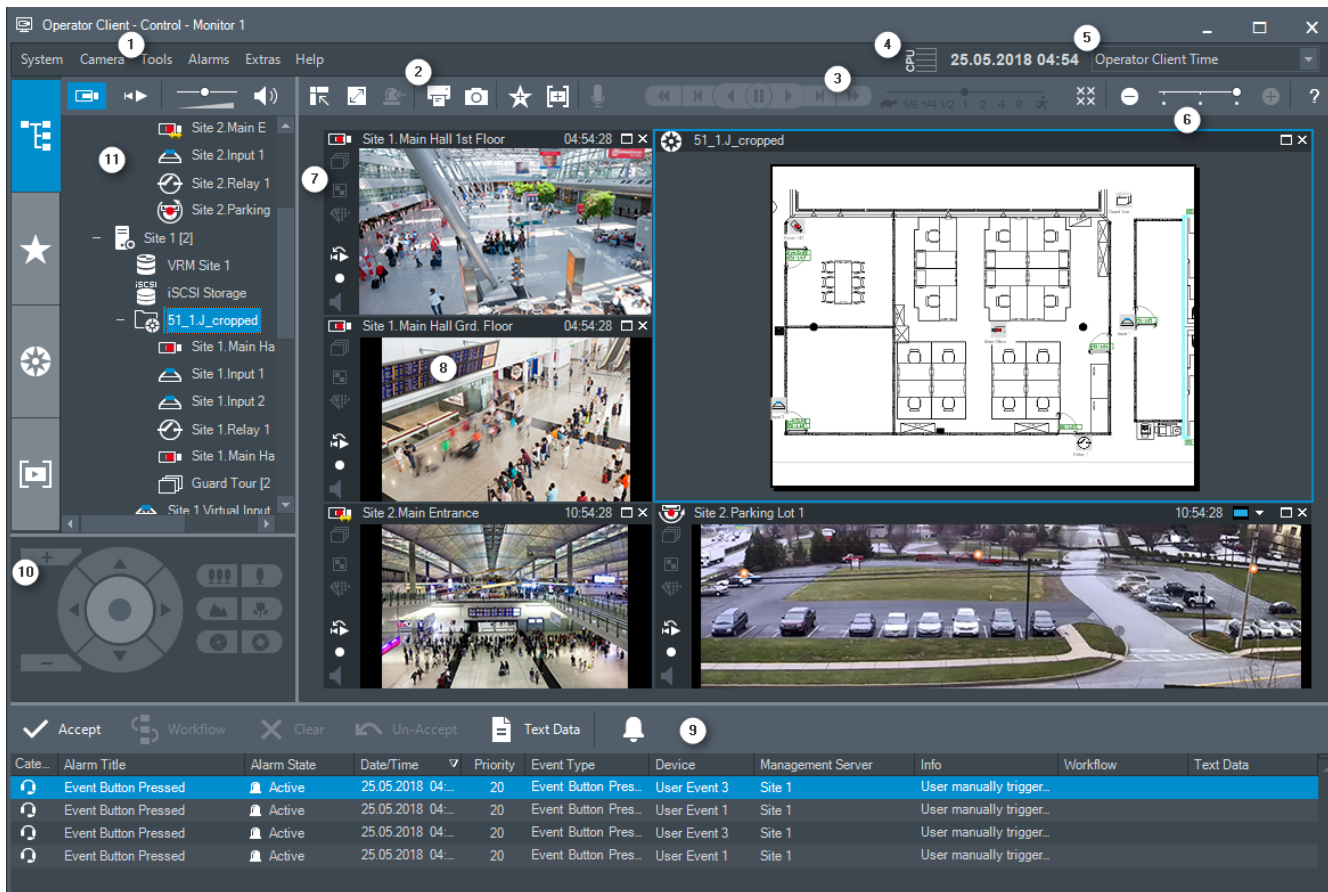 Operator Client - Control - Monitor 1
1
System Camera Tools Alarms Extras Help
4
CPU
25.05.2018 04:54
5
Operator Client Time
2
3
1/8 1/4 1/2 1 2 4 8
?
6
11
Site 2.Main E
Site 2.Input 1
Site 2.Relay 1
Site 2.Parking
Site 1 [2]
VRM Site 1
iSCSI
iSCSI Storage
51_1.J_cropped
Site 1.Main Ha
Site 1.Input 1
Site 1.Input 2
Site 1.Relay 1
Site 1.Main Ha
Guard Tour [2
Site 1.Virtual Input
10
7
Site 1.Main Hall 1st Floor 04:54:28
Site 1.Main Hall Grd. Floor 04:54:28
8
51_1.J_cropped
Guard Tour
Main Office
Input 1
Relay 1
Site 2.Main Entrance 10:54:28
Site 2.Parking Lot 1 10:54:28
Accept Workflow Clear Un-Accept Text Data 9
Cate... Alarm Title Alarm State Date/Time Priority Event Type Device Management Server Info Workflow Text Data
Event Button Pressed Active 25.05.2018 04:... 20 Event Button Pres... User Event 3 Site 1 User manually trigger...
Event Button Pressed Active 25.05.2018 04:... 20 Event Button Pres... User Event 1 Site 1 User manually trigger...
Event Button Pressed Active 25.05.2018 04:... 20 Event Button Pres... User Event 3 Site 1 User manually trigger...
Event Button Pressed Active 25.05.2018 04:... 20 Event Button Pres... User Event 1 Site 1 User manually trigger...